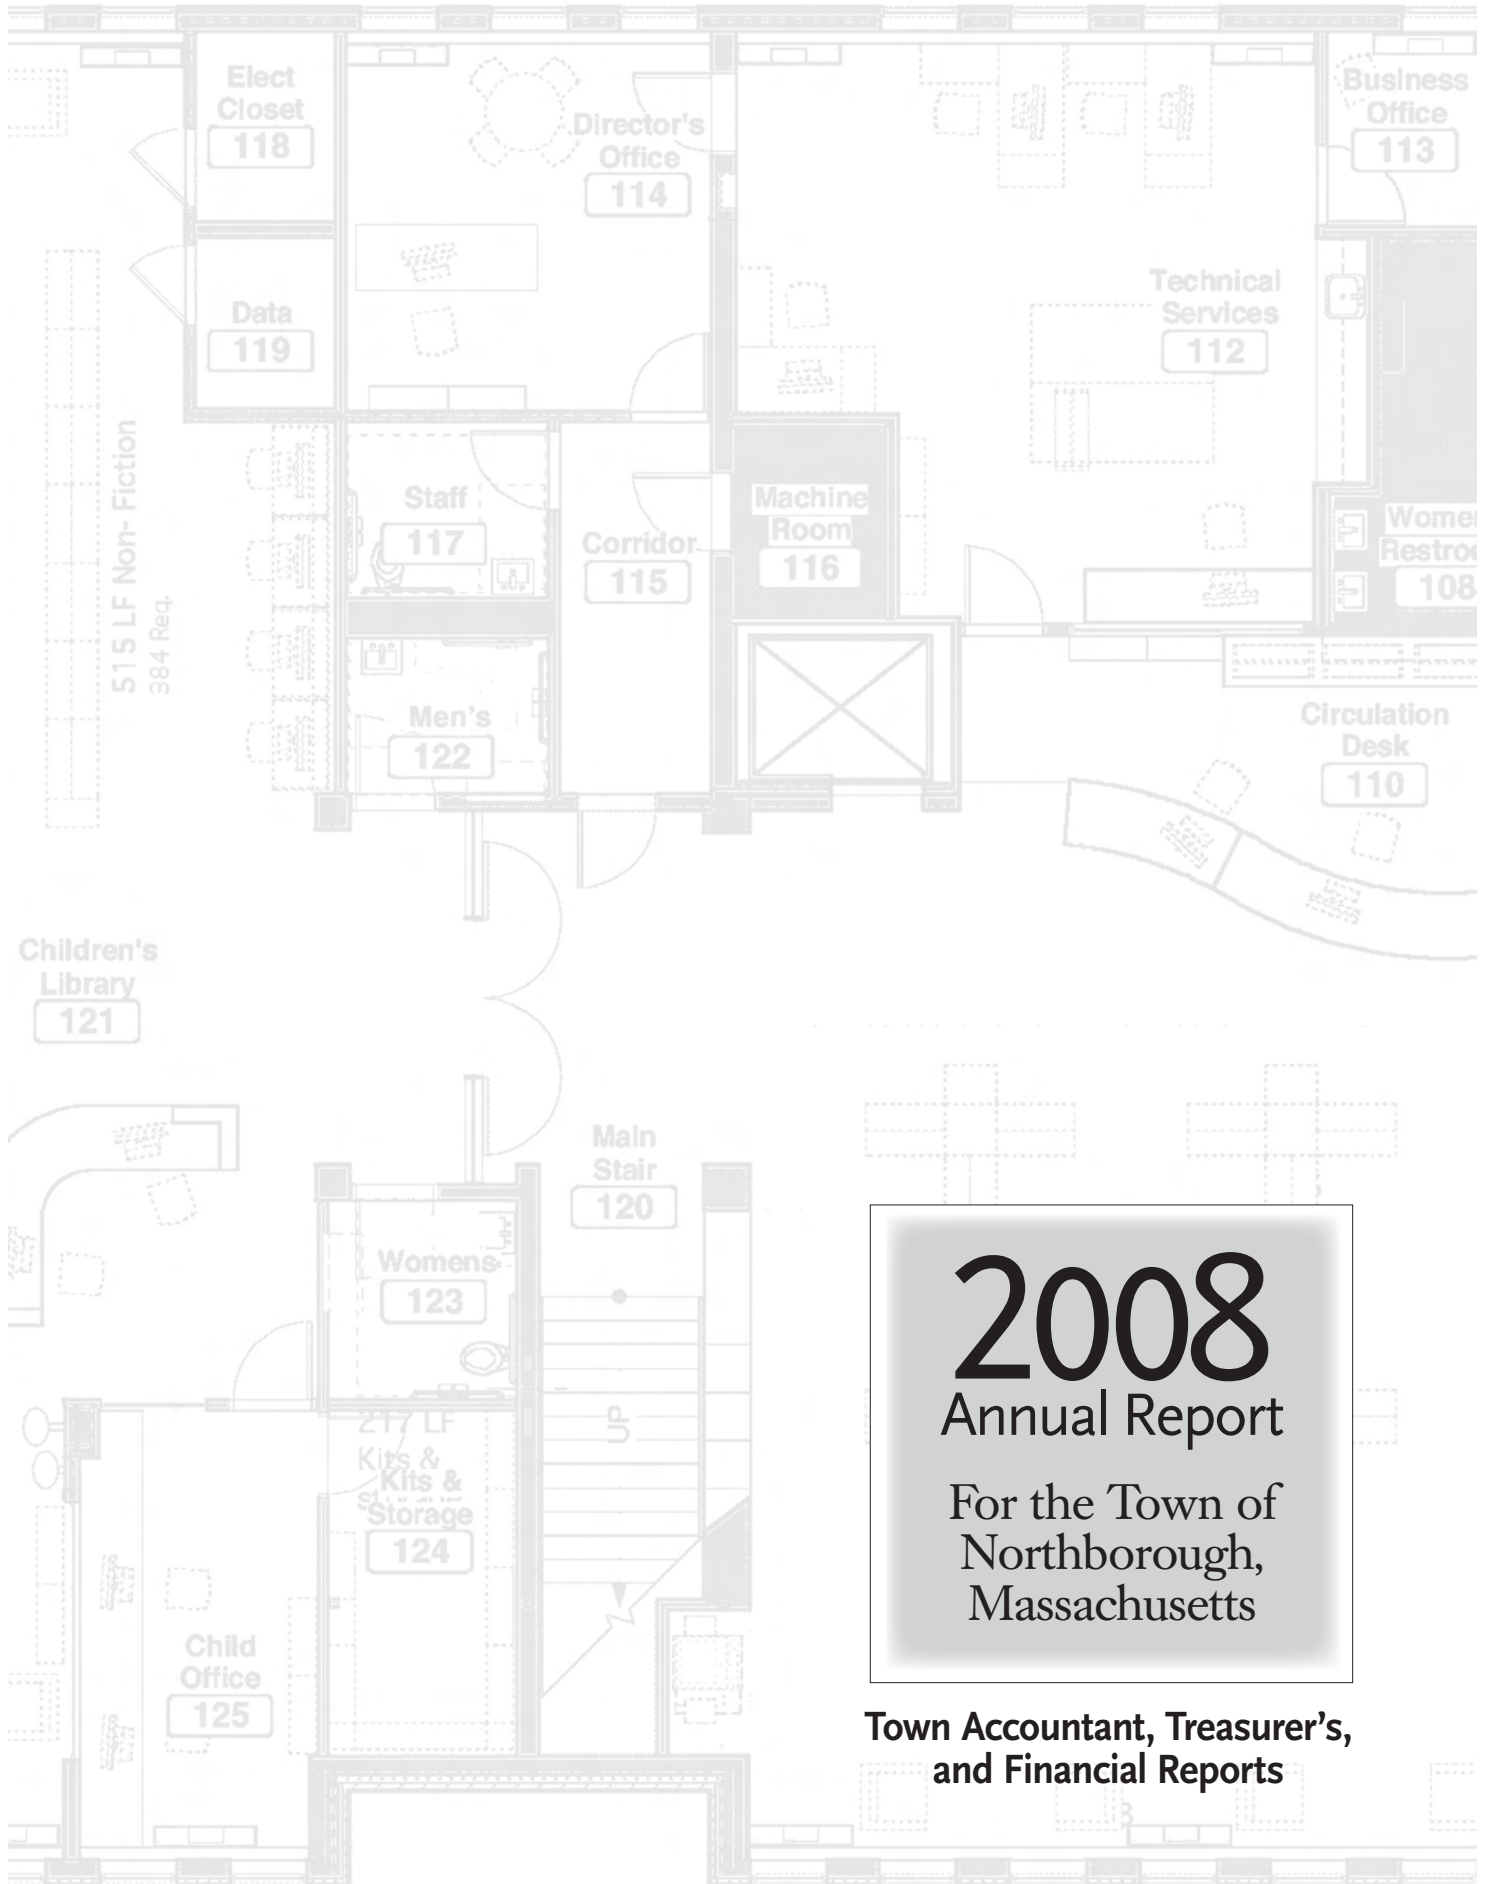 Elect
Closet
118
Director's
Office
114
Business
Office
113
Data
119
Technical
Services
112
515 LF Non- Fiction
384 Req.
Staff
117
Corridor
115
Machine
Room
116
108
Men's
122
Circulation
Desk
110
Children's
Library
121
Main
Stair
120
Womens
123
UP
217 LF
Kits &
Kits &
Storage
124
Child
Office
125
2008
Annual Report
For the Town of
Northborough,
Massachusetts
Town Accountant, Treasurer's,
and Financial Reports